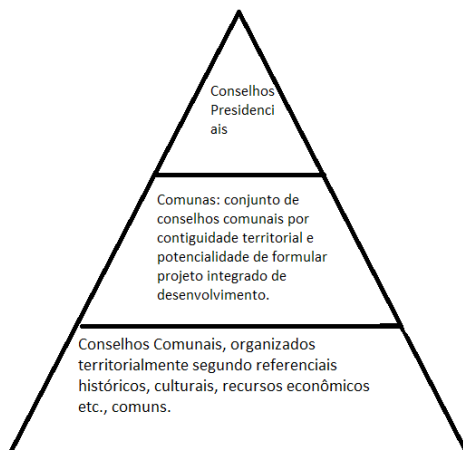 Conselhos
Presidenci
ais
Comunas: conjunto de
conselhos comunais por
contiguidade territorial e
potencialidade de formular
projeto integrado de
desenvolvimento.
Conselhos Comunais, organizados
territorialmente segundo referenciais
históricos, culturais, recursos econômicos
etc., comuns.